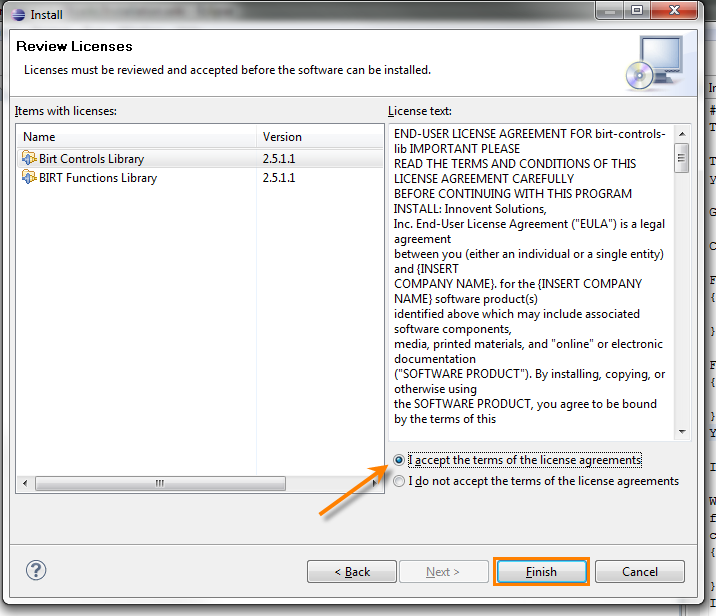 Install
Review Licenses
Licenses must be reviewed and accepted before the software can be installed.
Items with licenses:
Name Version
Birt Controls Library 2.5.1.1
BIRT Functions Library 2.5.1.1
License text:
END-USER LICENSE AGREEMENT FOR birt-controls-
lib IMPORTANT PLEASE
READ THE TERMS AND CONDITIONS OF THIS
LICENSE AGREEMENT CAREFULLY
BEFORE CONTINUING WITH THIS PROGRAM
INSTALL: Innovent Solutions,
Inc. End-User License Agreement ("EULA") is a legal
agreement
between you (either an individual or a single entity)
and {INSERT
COMPANY NAME}. for the {INSERT COMPANY
NAME} software product(s)
identified above which may include associated
software components,
media, printed materials, and "online" or electronic
documentation
("SOFTWARE PRODUCT"). By installing, copying, or
otherwise using
the SOFTWARE PRODUCT, you agree to be bound
by the terms of this
I accept the terms of the license agreements
I do not accept the terms of the license agreements
< Back
Next >
Finish
Cancel